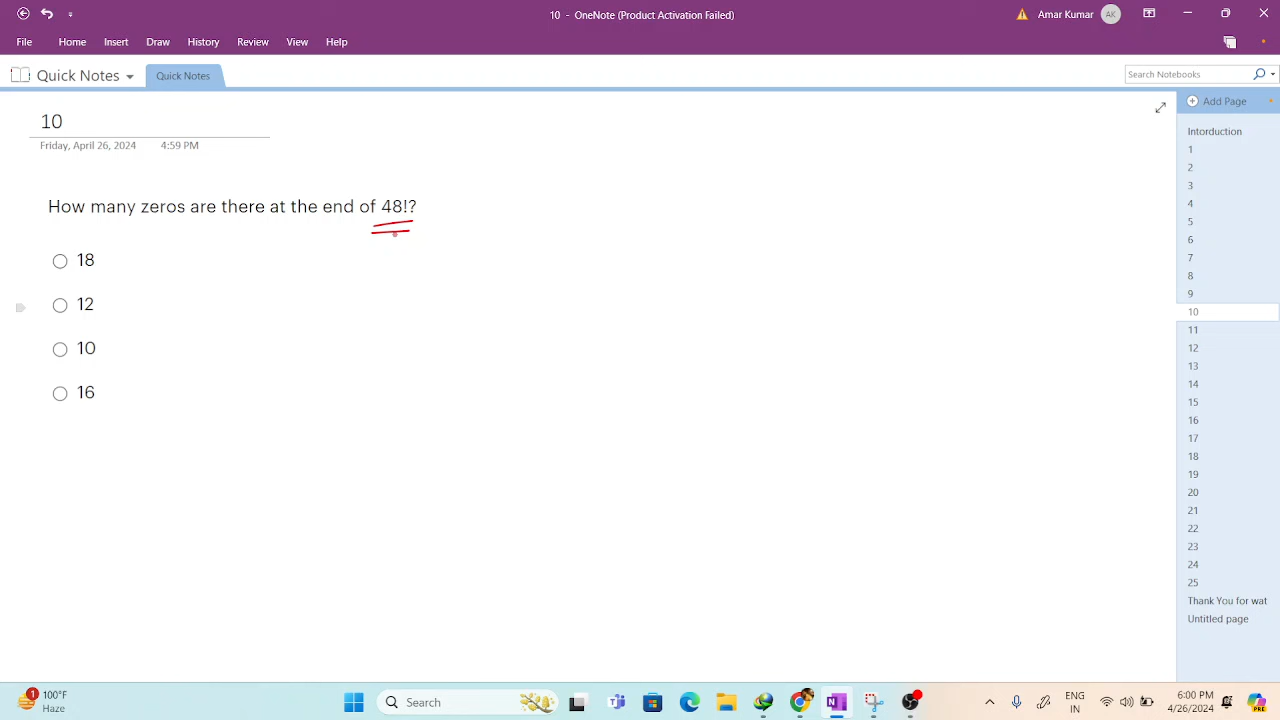 10 - OneNote (Product Activation Failed)
Amar Kumar AK
File Home Insert Draw History Review View Help
Quick Notes Quick Notes
Search Notebooks
10
Friday, April 26, 2024 4:59 PM
How many zeros are there at the end of 48!?
18
12
10
16
Add Page
Intorduction
1
2
3
4
5
6
7
8
9
10
11
12
13
14
15
16
17
18
19
20
21
22
23
24
25
Thank You for wat
Untitled page
1 100°F
Haze
Search
ENG
IN
6:00 PM
4/26/2024